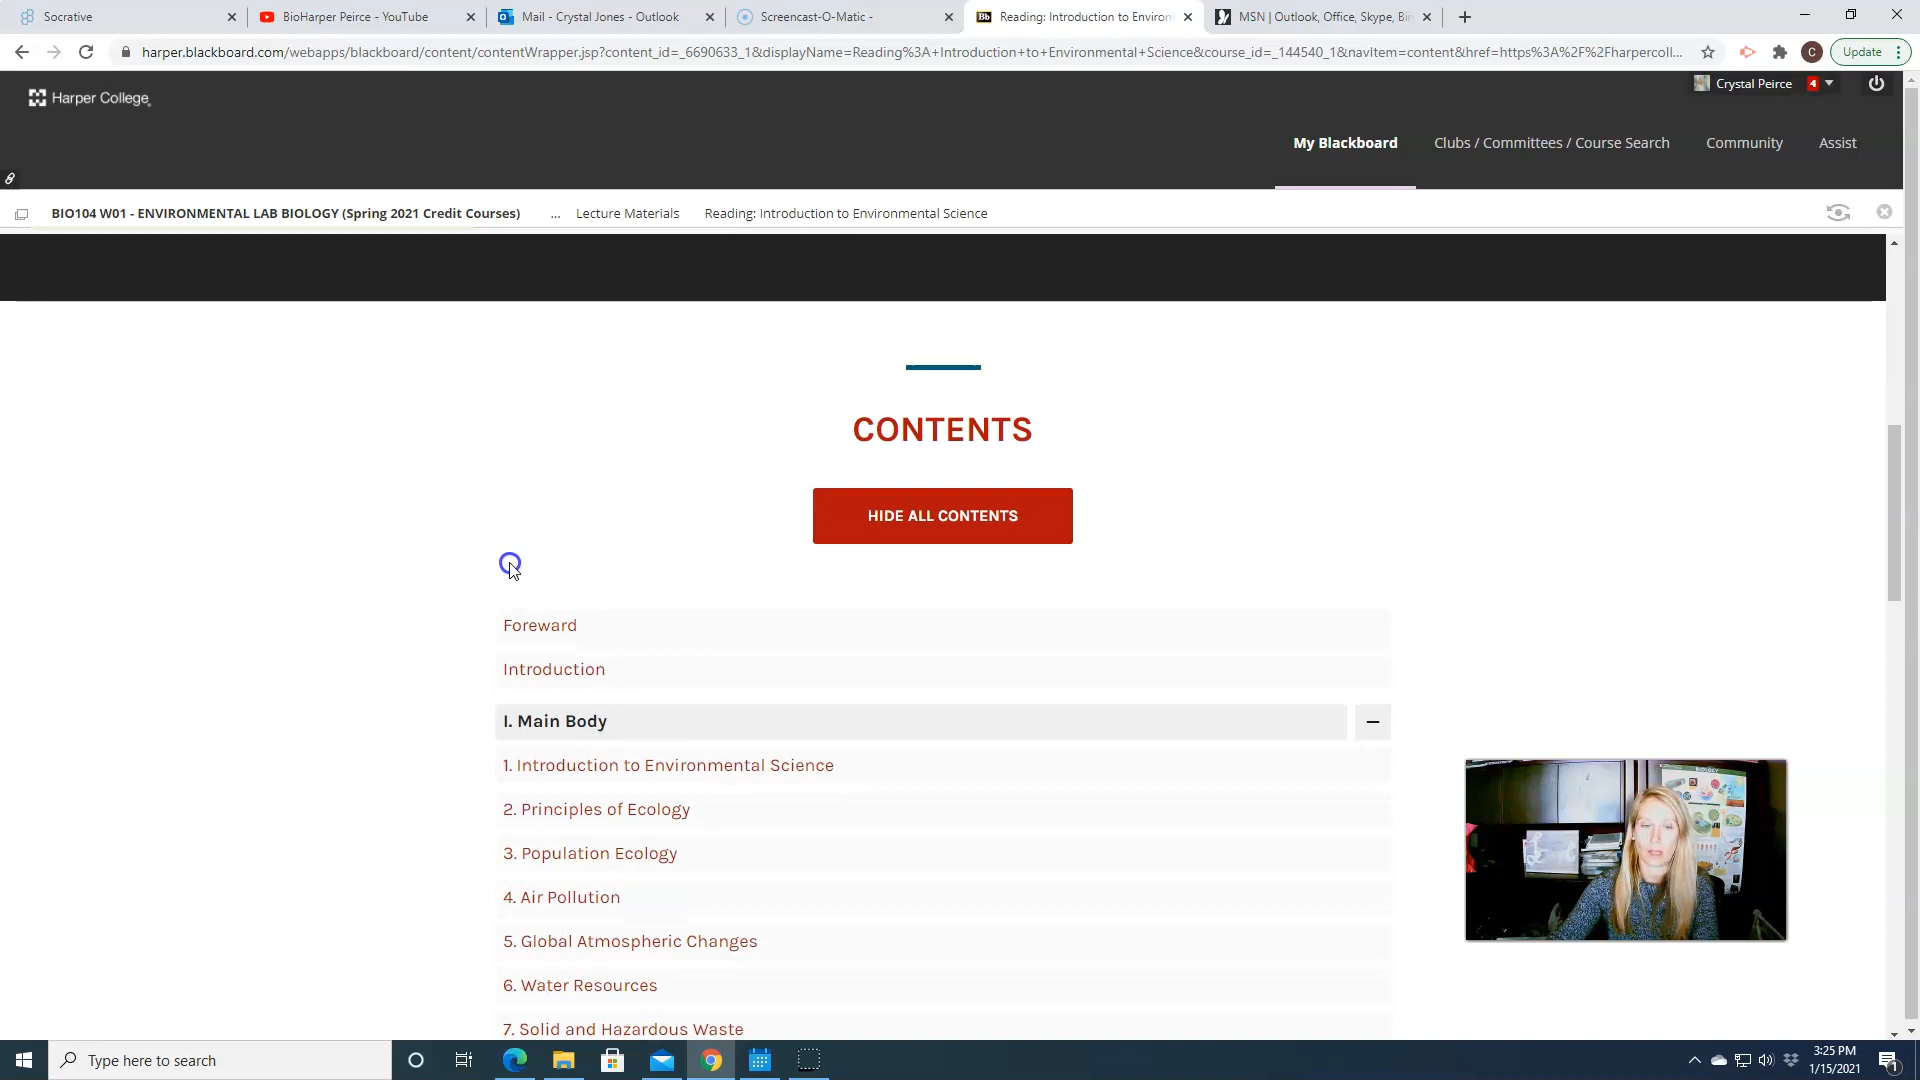 Socrative
BioHarper Peirce - YouTube
Mail - Crystal Jones - Outlook
Screencast-O-Matic -
Reading: Introduction to Environ
MSN | Outlook, Office, Skype, Bin
harper.blackboard.com/webapps/blackboard/content/contentWrapper.jsp?content_id=_6690633_1&displayName=Reading%3A+Introduction+to+Environmental+Science&course_id=_144540_1&navItem=content&href=https%3A%2F%2Fharpercoll...
C
Update
Harper College
Crystal Peirce
4
My Blackboard
Clubs / Committees / Course Search
Community
Assist
BIO104 W01 - ENVIRONMENTAL LAB BIOLOGY (Spring 2021 Credit Courses)
...
Lecture Materials
Reading: Introduction to Environmental Science
CONTENTS
HIDE ALL CONTENTS
Foreward
Introduction
I. Main Body
1. Introduction to Environmental Science
2. Principles of Ecology
3. Population Ecology
4. Air Pollution
5. Global Atmospheric Changes
6. Water Resources
7. Solid and Hazardous Waste
BIOLOGY
Type here to search
3:25 PM
1/15/2021
1